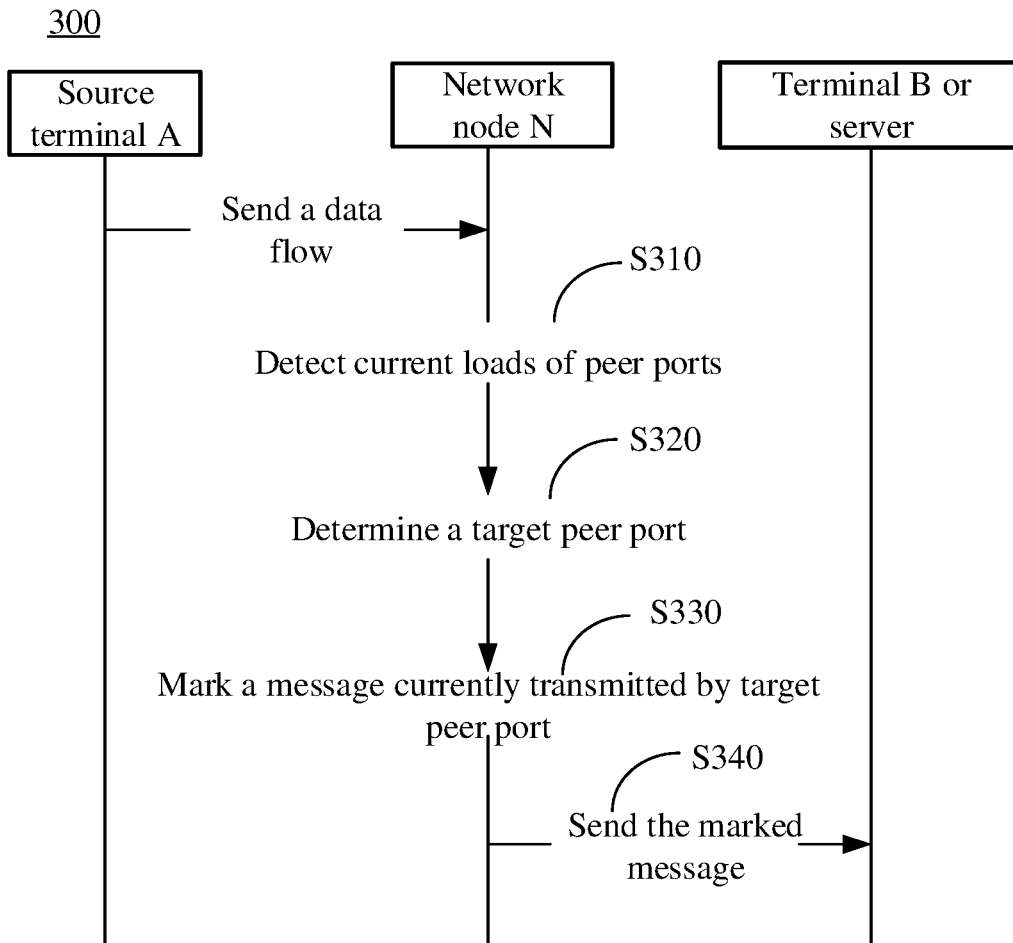 300
Source
terminal A
Network
node N
Terminal B or
server
Send a data
flow
S310
Detect current loads of peer ports
S320
Determine a target peer port
S330
Mark a message currently transmitted by target
peer port
S340
Send the marked
message